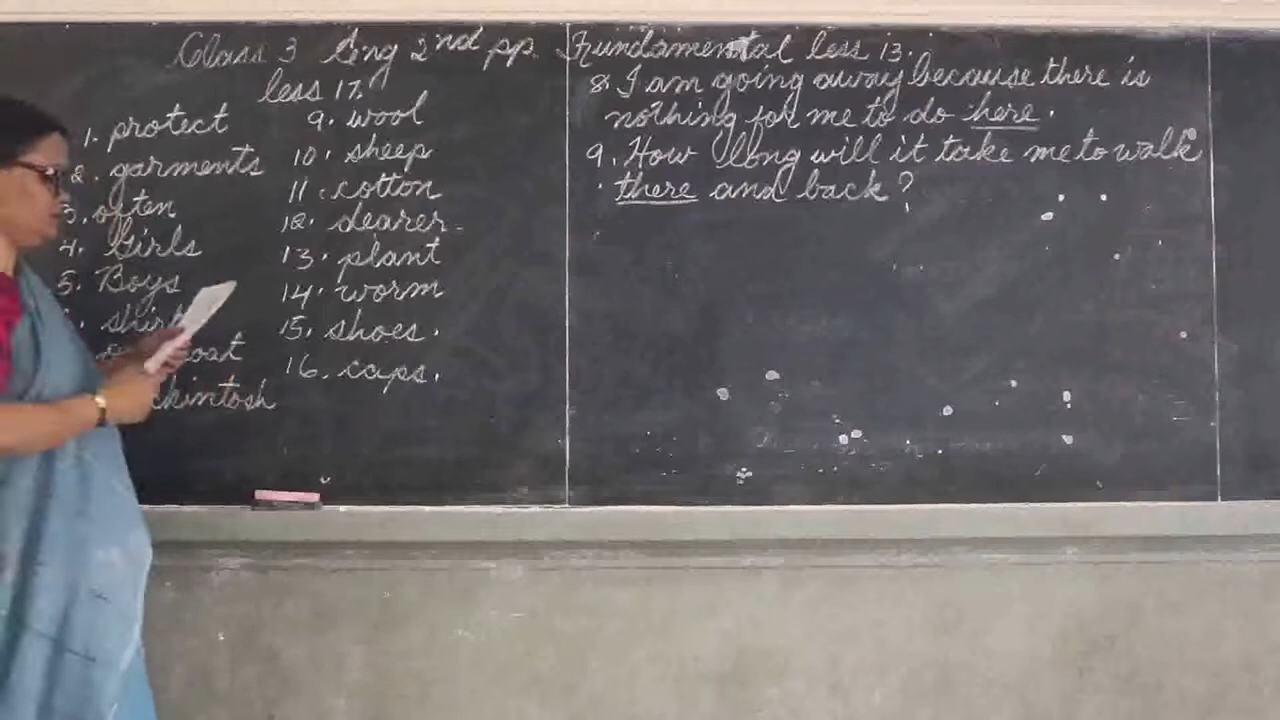 Class 3 Eng 2nd pp. Fundamental less 13.
less 17.
1. protect
2. garments
3. often
4. Girls
5. Boys
9. wool
10. sheep
11. cotton
12. dearer.
13. plant
14. worm
15. shoes.
16. caps.
8. I am going away because there is
nothing for me to do here.
9. How long will it take me to walk
there and back?